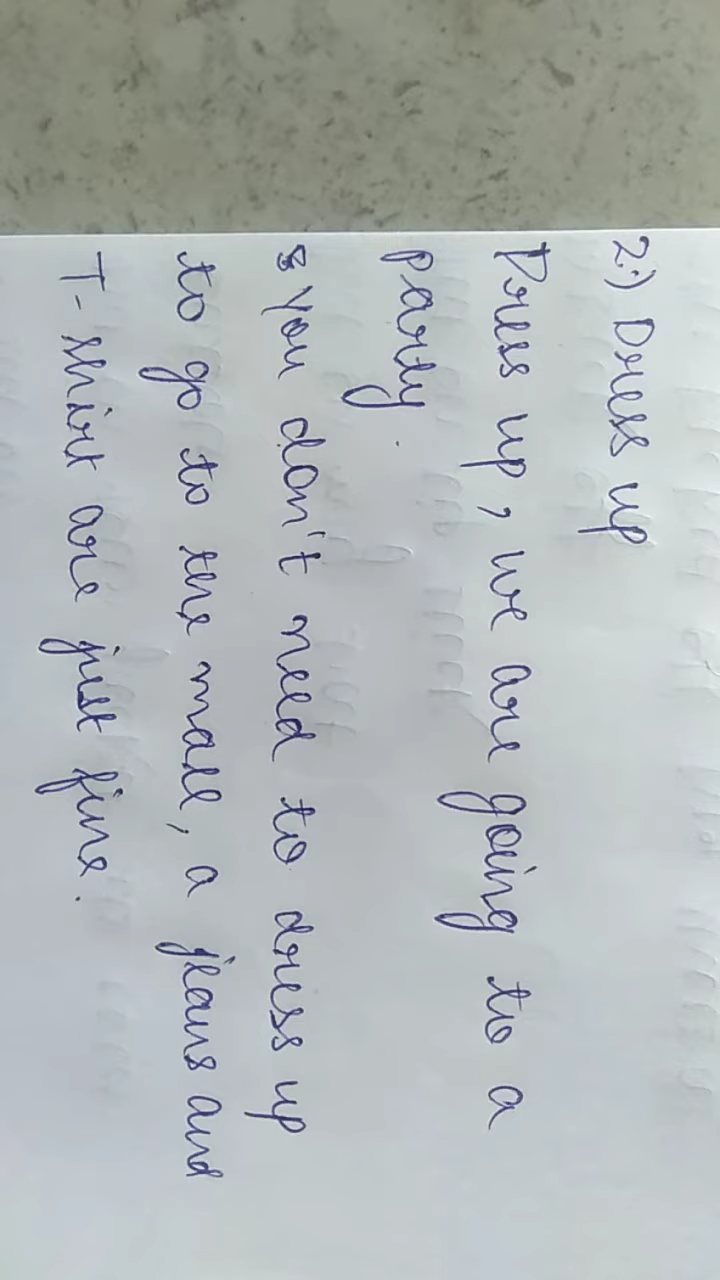 2:) Dress up
Dress up, we are going to a
party.
You don't need to dress up
to go to the mall, a jeans and
T-shirt are just fine.